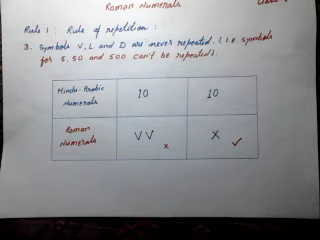 Roman Numerals
Class
Rule 1 : Rule of repetition :
3. Symbols V, L and D are never repeated. (i.e symbols
for 5, 50 and 500 can't be repeated).
Hindu-Arabic Numerals 10 10
Roman Numerals VV x X ✓